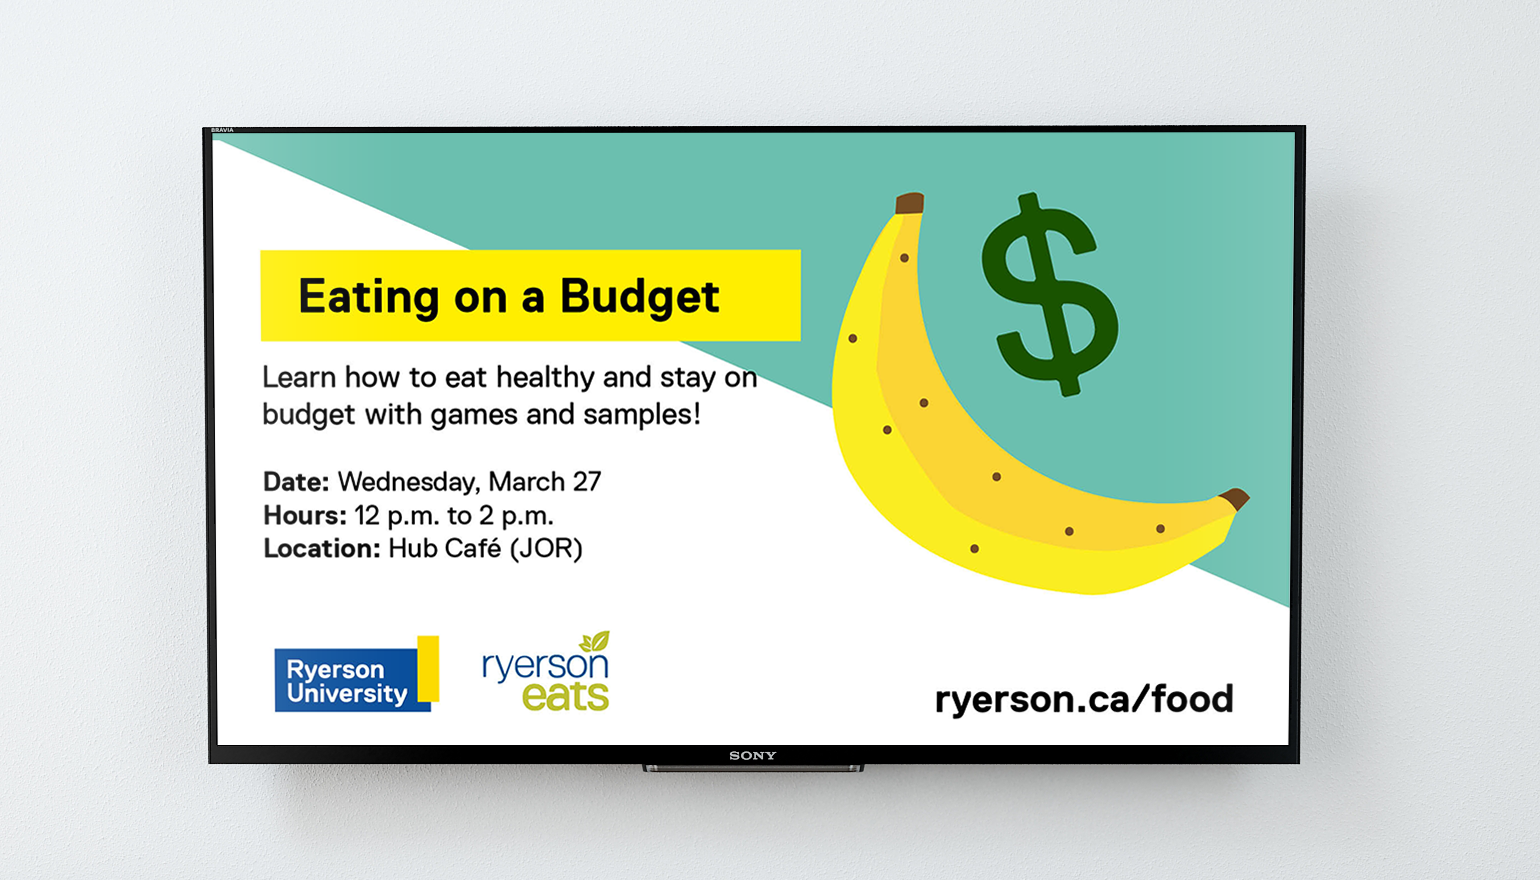 BRAVIA
Eating on a Budget
$
Learn how to eat healthy and stay on
budget with games and samples!
Date: Wednesday, March 27
Hours: 12 p.m. to 2 p.m.
Location: Hub Café (JOR)
Ryerson
University
ryerson
eats
ryerson.ca/food
SONY